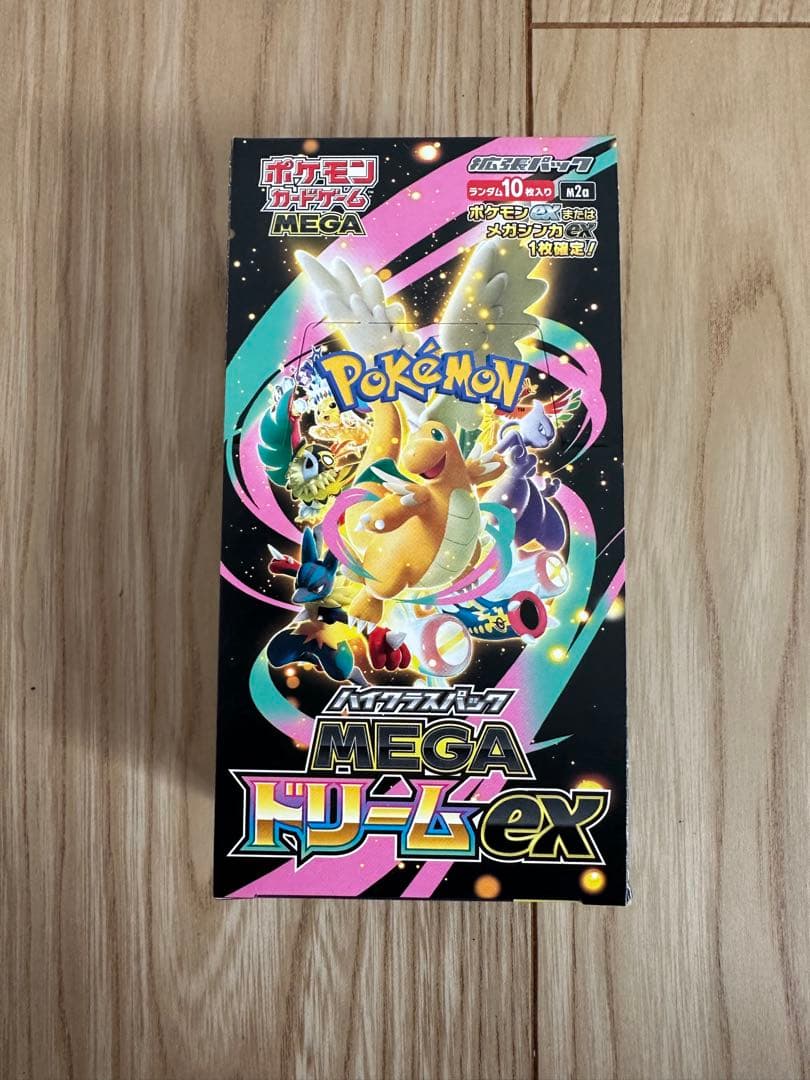 ポケモン
カードゲーム
MEGA
拡張パック
ランダム10枚入り M2a
ポケモンexまたは
メガシンカex
1枚確定!
POKéMON
ハイクラスパック
MEGA
ドリームex